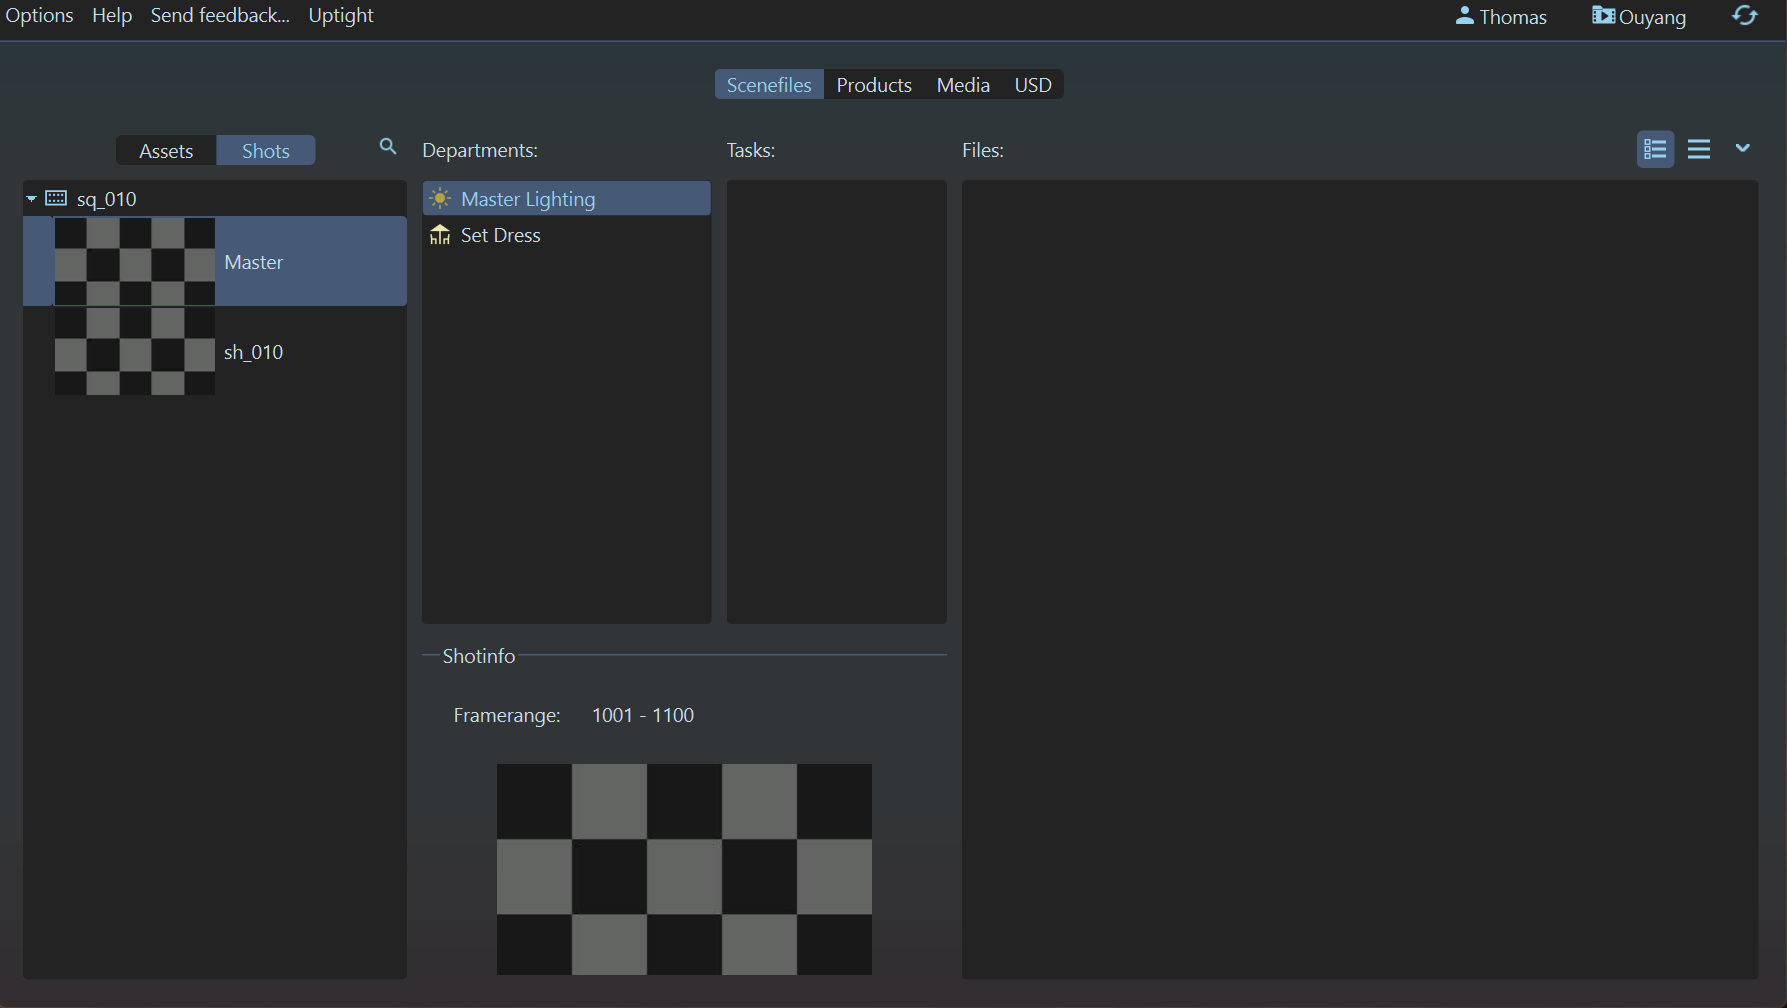 Options Help Send feedback... Uptight
Thomas Ouyang
Scenefiles Products Media USD
Assets Shots
Departments:
Tasks:
Files:
sq_010
Master
sh_010
Master Lighting
Set Dress
Shotinfo
Framerange: 1001 - 1100